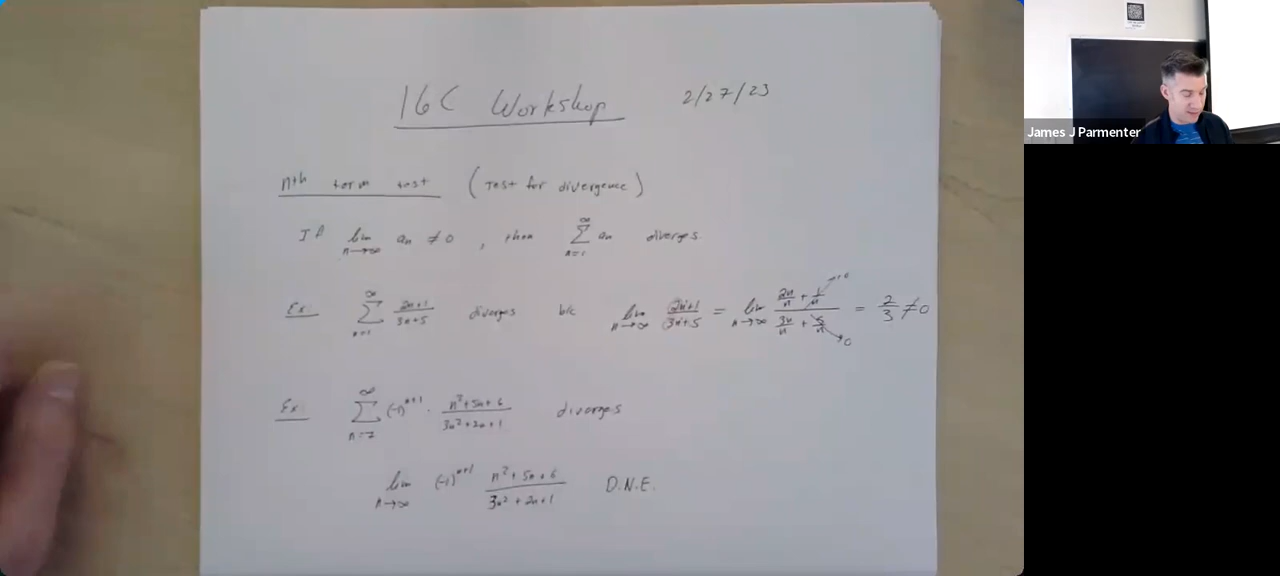 16C Workshop 2/27/23
nth term test (Test for divergence)
If lim n→∞ an ≠ 0, then ∞ Σ n=1 an diverges
Ex: ∞ Σ n=1 2n+1/3n+5 diverges b/c lim n→∞ 2n+1/3n+5 = lim n→∞ (2n/n + 1/n →0)/(3n/n + 5/n →0) = 2/3 ≠ 0
Ex: ∞ Σ (-1)^n+1 · n²+5n+6/3n²+2n+1 diverges
lim n→∞ (-1)^n+1 n²+5n+6/3n²+2n+1 D.N.E.
James J Parmenter